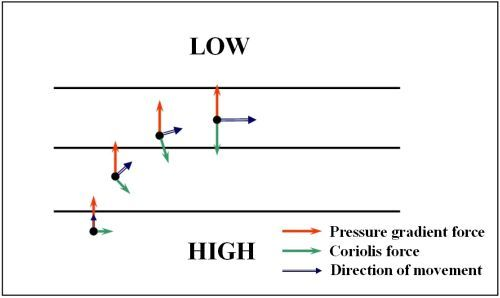 LOW
HIGH
Pressure gradient force
Coriolis force
Direction of movement